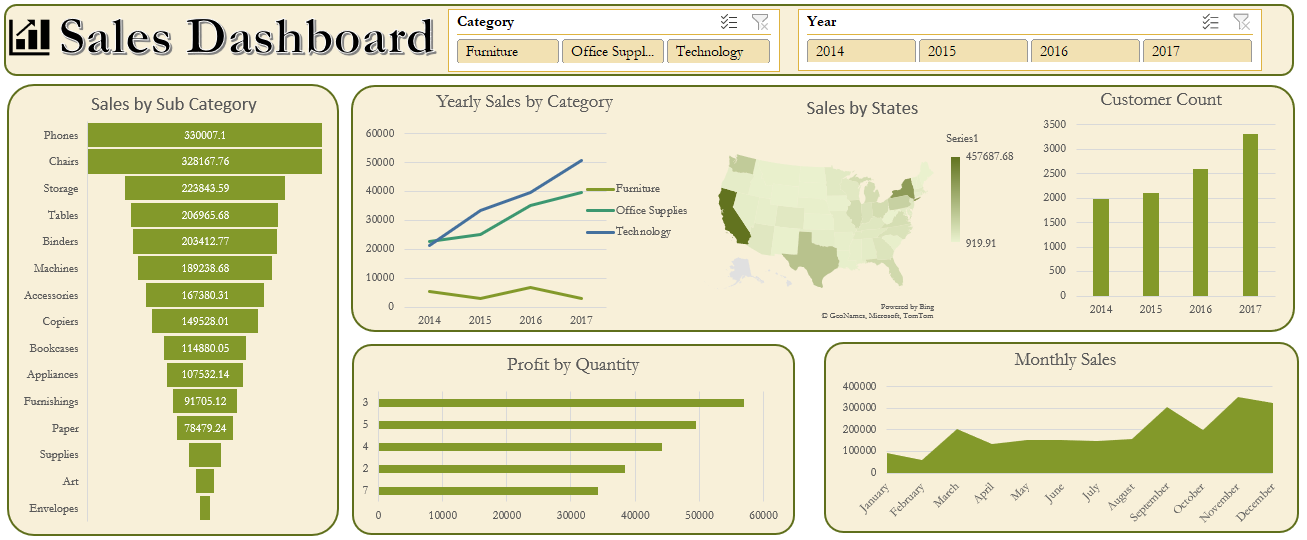 Sales Dashboard
Category
Furniture
Office Suppl...
Technology
Year
2014
2015
2016
2017
Sales by Sub Category
Phones 330007.1
Chairs 328167.76
Storage 223843.59
Tables 206965.68
Binders 203412.77
Machines 189238.68
Accessories 167380.31
Copiers 149528.01
Bookcases 114880.05
Appliances 107532.14
Furnishings 91705.12
Paper 78479.24
Supplies
Art
Envelopes
Yearly Sales by Category
60000
50000
40000
30000
20000
10000
0
2014 2015 2016 2017
Furniture
Office Supplies
Technology
Sales by States
Series1
457687.68
919.91
Powered by Bing
© GeoNames, Microsoft, TomTom
Customer Count
3500
3000
2500
2000
1500
1000
500
0
2014 2015 2016 2017
Profit by Quantity
3
5
4
2
7
0 10000 20000 30000 40000 50000 60000
Monthly Sales
400000
300000
200000
100000
0
January February March April May June July August September October November December